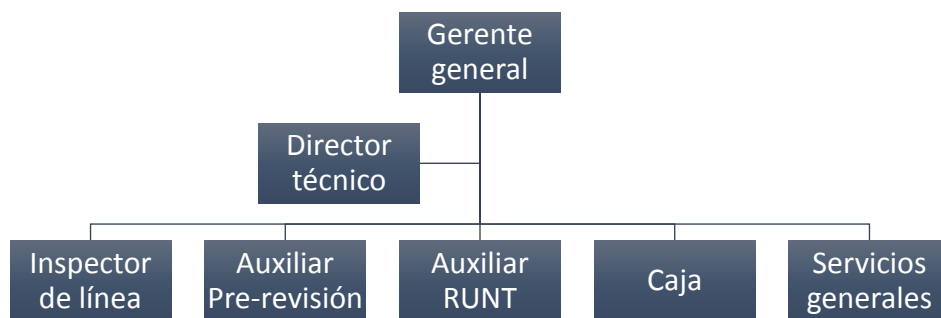 Gerente
general
Director
técnico
Inspector
de línea
Auxiliar
Pre-revisión
Auxiliar
RUNT
Caja
Servicios
generales